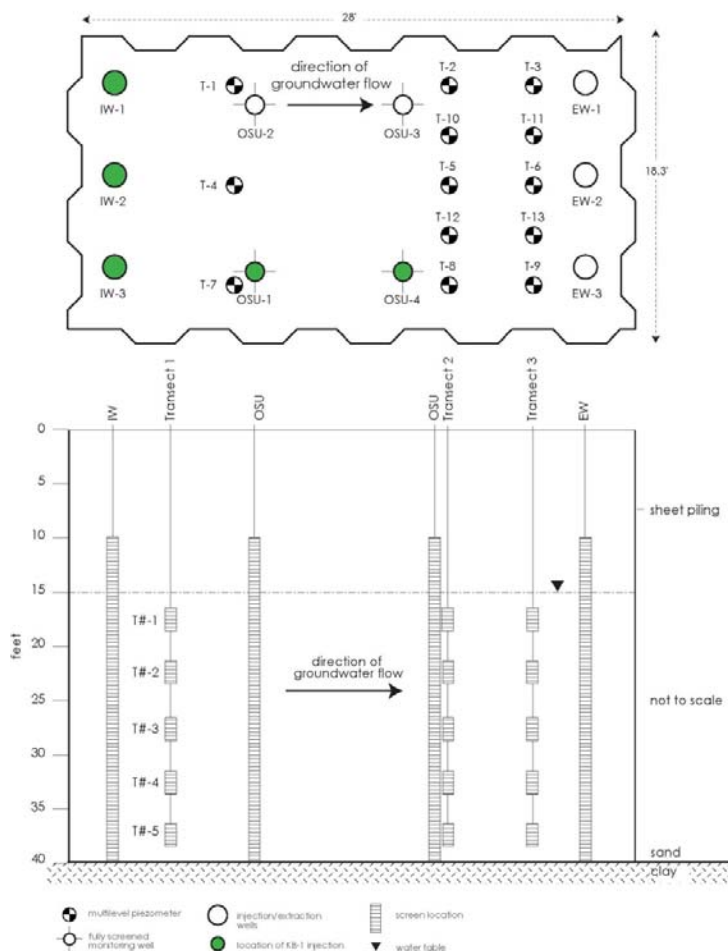 28'
direction of
groundwater flow
T-1
T-2
T-3
IW-1
OSU-2
OSU-3
EW-1
T-10
T-11
T-4
T-5
T-6
18.3'
IW-2
EW-2
T-12
T-13
T-7
T-8
T-9
IW-3
OSU-1
OSU-4
EW-3
IW
Transect 1
OSU
OSU
Transect 2
Transect 3
EW
0
5
10
15
20
25
30
35
40
feet
sheet piling
T#-1
T#-2
direction of
groundwater flow
T#-3
not to scale
T#-4
T#-5
sand
clay
multilevel piezometer
injection/extraction
wells
screen location
fully screened
monitoring well
location of KB-1 injection
water table